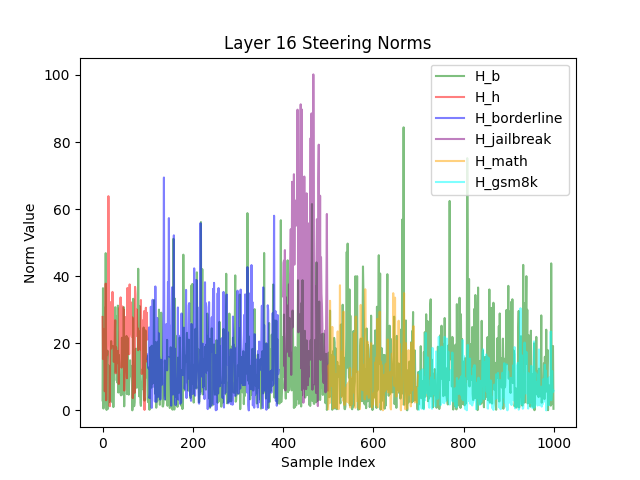 Layer 16 Steering Norms
H_b
H_h
H_borderline
H_jailbreak
H_math
H_gsm8k
100
80
60
40
20
0
Norm Value
0
200
400
600
800
1000
Sample Index